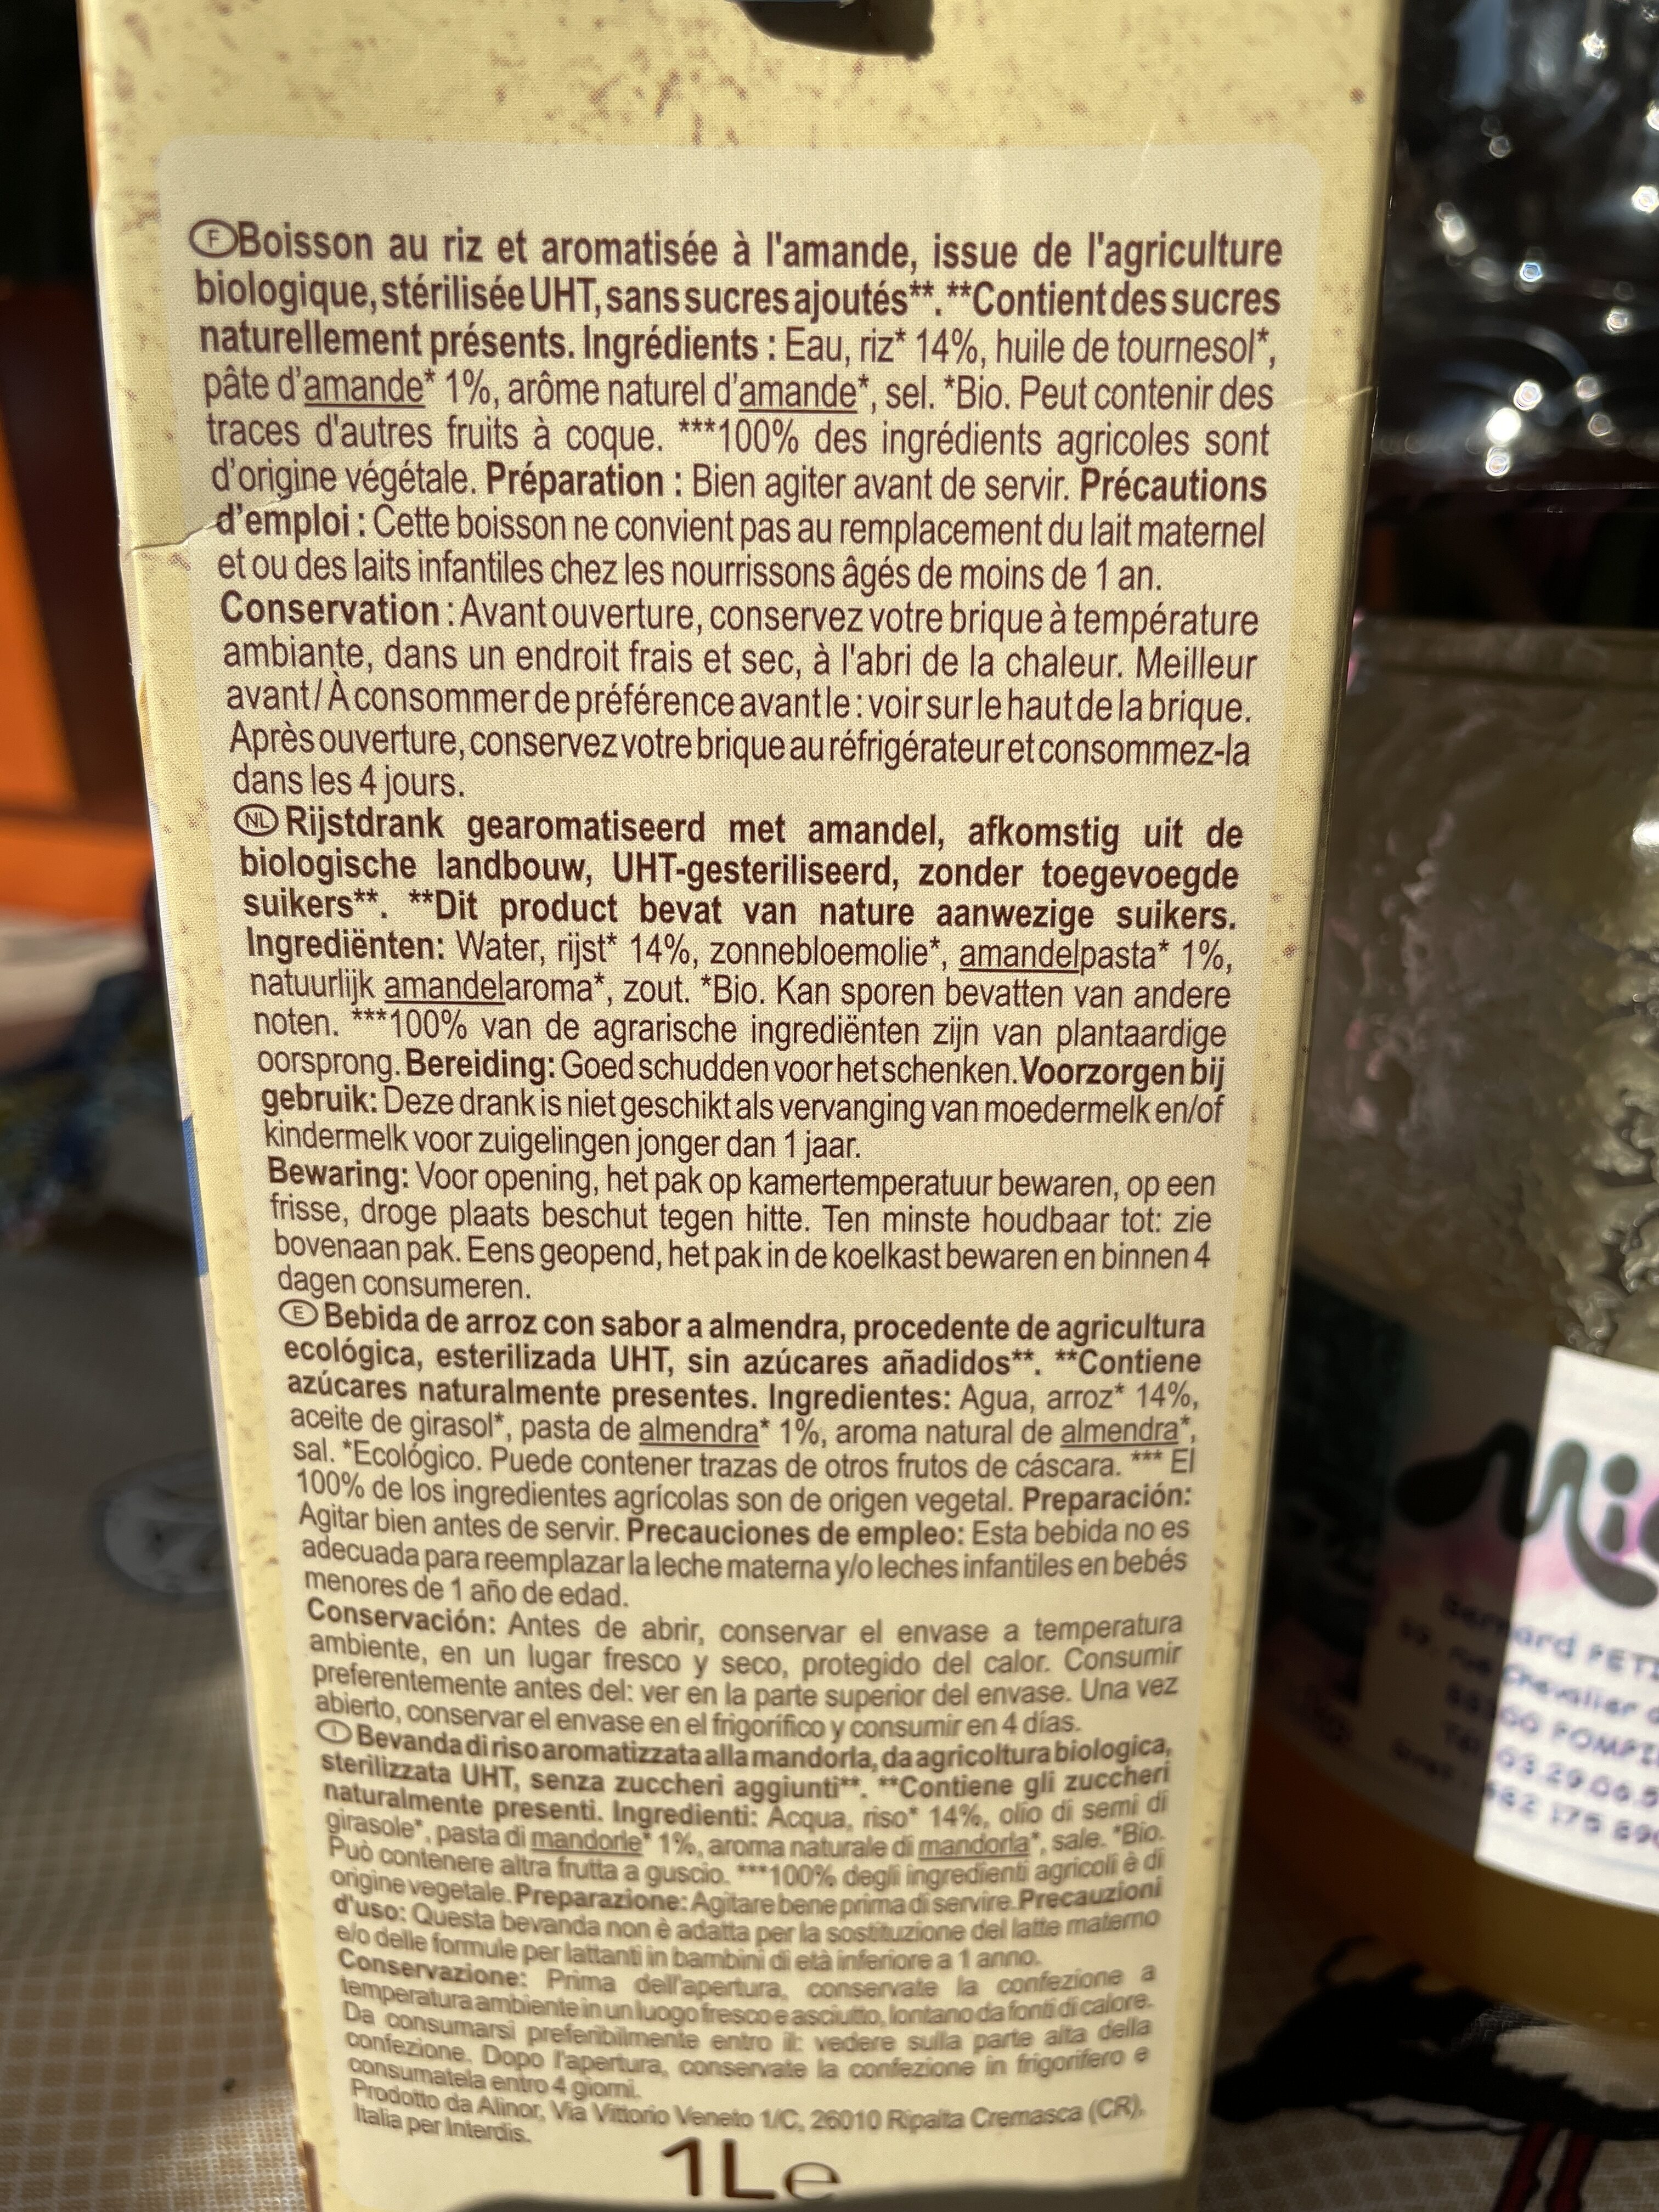 F Boisson au riz et aromatisée à l'amande, issue de l'agriculture
biologique, stérilisée UHT, sans sucres ajoutés**. **Contient des sucres
naturellement présents. Ingrédients : Eau, riz* 14%, huile de tournesol*,
pâte d'amande* 1%, arôme naturel d'amande*, sel. *Bio. Peut contenir des
traces d'autres fruits à coque. ***100% des ingrédients agricoles sont
d'origine végétale. Préparation : Bien agiter avant de servir. Précautions
d'emploi : Cette boisson ne convient pas au remplacement du lait maternel
et ou des laits infantiles chez les nourrissons âgés de moins de 1 an.
Conservation : Avant ouverture, conservez votre brique à température
ambiante, dans un endroit frais et sec, à l'abri de la chaleur. Meilleur
avant / À consommer de préférence avant le : voir sur le haut de la brique.
Après ouverture, conservez votre brique au réfrigérateur et consommez-la
dans les 4 jours.
NL Rijstdrank gearomatiseerd met amandel, afkomstig uit de
biologische landbouw, UHT-gesteriliseerd, zonder toegevoegde
suikers**. **Dit product bevat van nature aanwezige suikers.
Ingrediënten: Water, rijst* 14%, zonnebloemolie*, amandelpasta* 1%,
natuurlijk amandelaroma*, zout. *Bio. Kan sporen bevatten van andere
noten. ***100% van de agrarische ingrediënten zijn van plantaardige
oorsprong. Bereiding: Goed schudden voor het schenken. Voorzorgen bij
gebruik: Deze drank is niet geschikt als vervanging van moedermelk en/of
kindermelk voor zuigelingen jonger dan 1 jaar.
Bewaring: Voor opening, het pak op kamertemperatuur bewaren, op een
frisse, droge plaats beschut tegen hitte. Ten minste houdbaar tot: zie
bovenaan pak. Eens geopend, het pak in de koelkast bewaren en binnen 4
dagen consumeren.
E Bebida de arroz con sabor a almendra, procedente de agricultura
ecológica, esterilizada UHT, sin azúcares añadidos**. **Contiene
azúcares naturalmente presentes. Ingredientes: Agua, arroz* 14%,
aceite de girasol*, pasta de almendra* 1%, aroma natural de almendra*,
sal. *Ecológico. Puede contener trazas de otros frutos de cáscara. *** El
100% de los ingredientes agrícolas son de origen vegetal. Preparación:
Agitar bien antes de servir. Precauciones de empleo: Esta bebida no es
adecuada para reemplazar la leche materna y/o leches infantiles en bebés
menores de 1 año de edad.
Conservación: Antes de abrir, conservar el envase a temperatura
ambiente, en un lugar fresco y seco, protegido del calor. Consumir
preferentemente antes del: ver en la parte superior del envase. Una vez
abierto, conservar el envase en el frigorífico y consumir en 4 días.
I Bevanda di riso aromatizzata alla mandorla, da agricoltura biologica,
sterilizzata UHT, senza zuccheri aggiunti**. **Contiene gli zuccheri
naturalmente presenti. Ingredienti: Acqua, riso* 14%, olio di semi di
girasole*, pasta di mandorle* 1%, aroma naturale di mandorla*, sale. *Bio.
Può contenere altra frutta a guscio. ***100% degli ingredienti agricoli è di
origine vegetale. Preparazione: Agitare bene prima di servire. Precauzioni
d'uso: Questa bevanda non è adatta per la sostituzione del latte materno
e/o delle formule per lattanti in bambini di età inferiore a 1 anno.
Conservazione: Prima dell'apertura, conservate la confezione a
temperatura ambiente in un luogo fresco e asciutto, lontano da fonti di calore.
Da consumarsi preferibilmente entro il: vedere sulla parte alta della
confezione. Dopo l'apertura, conservate la confezione in frigorifero e
consumatela entro 4 giorni.
Prodotto da Alinor, Via Vittorio Veneto 1/C, 26010 Ripalta Cremasca (CR),
Italia per Interdis.
1L e